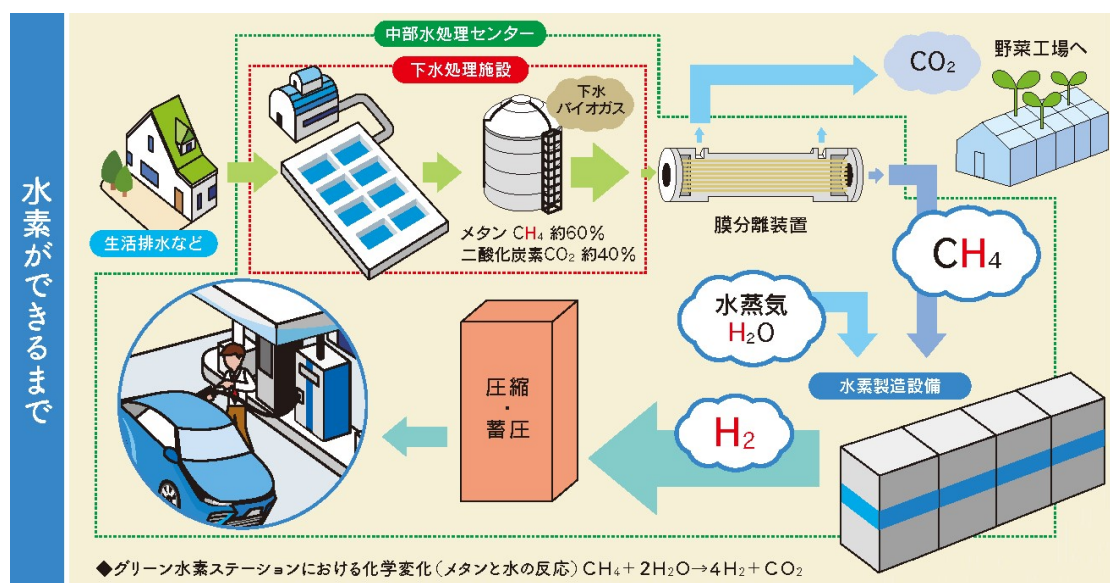 水素ができるまで
中部水処理センター
下水処理施設
下水
バイオガス
CO₂
野菜工場へ
生活排水など
メタン CH₄ 約60%
二酸化炭素CO₂ 約40%
膜分離装置
CH₄
水蒸気
H₂O
水素製造設備
H₂
圧縮
・
蓄圧
◆グリーン水素ステーションにおける化学変化(メタンと水の反応)CH₄+2H₂O→4H₂+CO₂